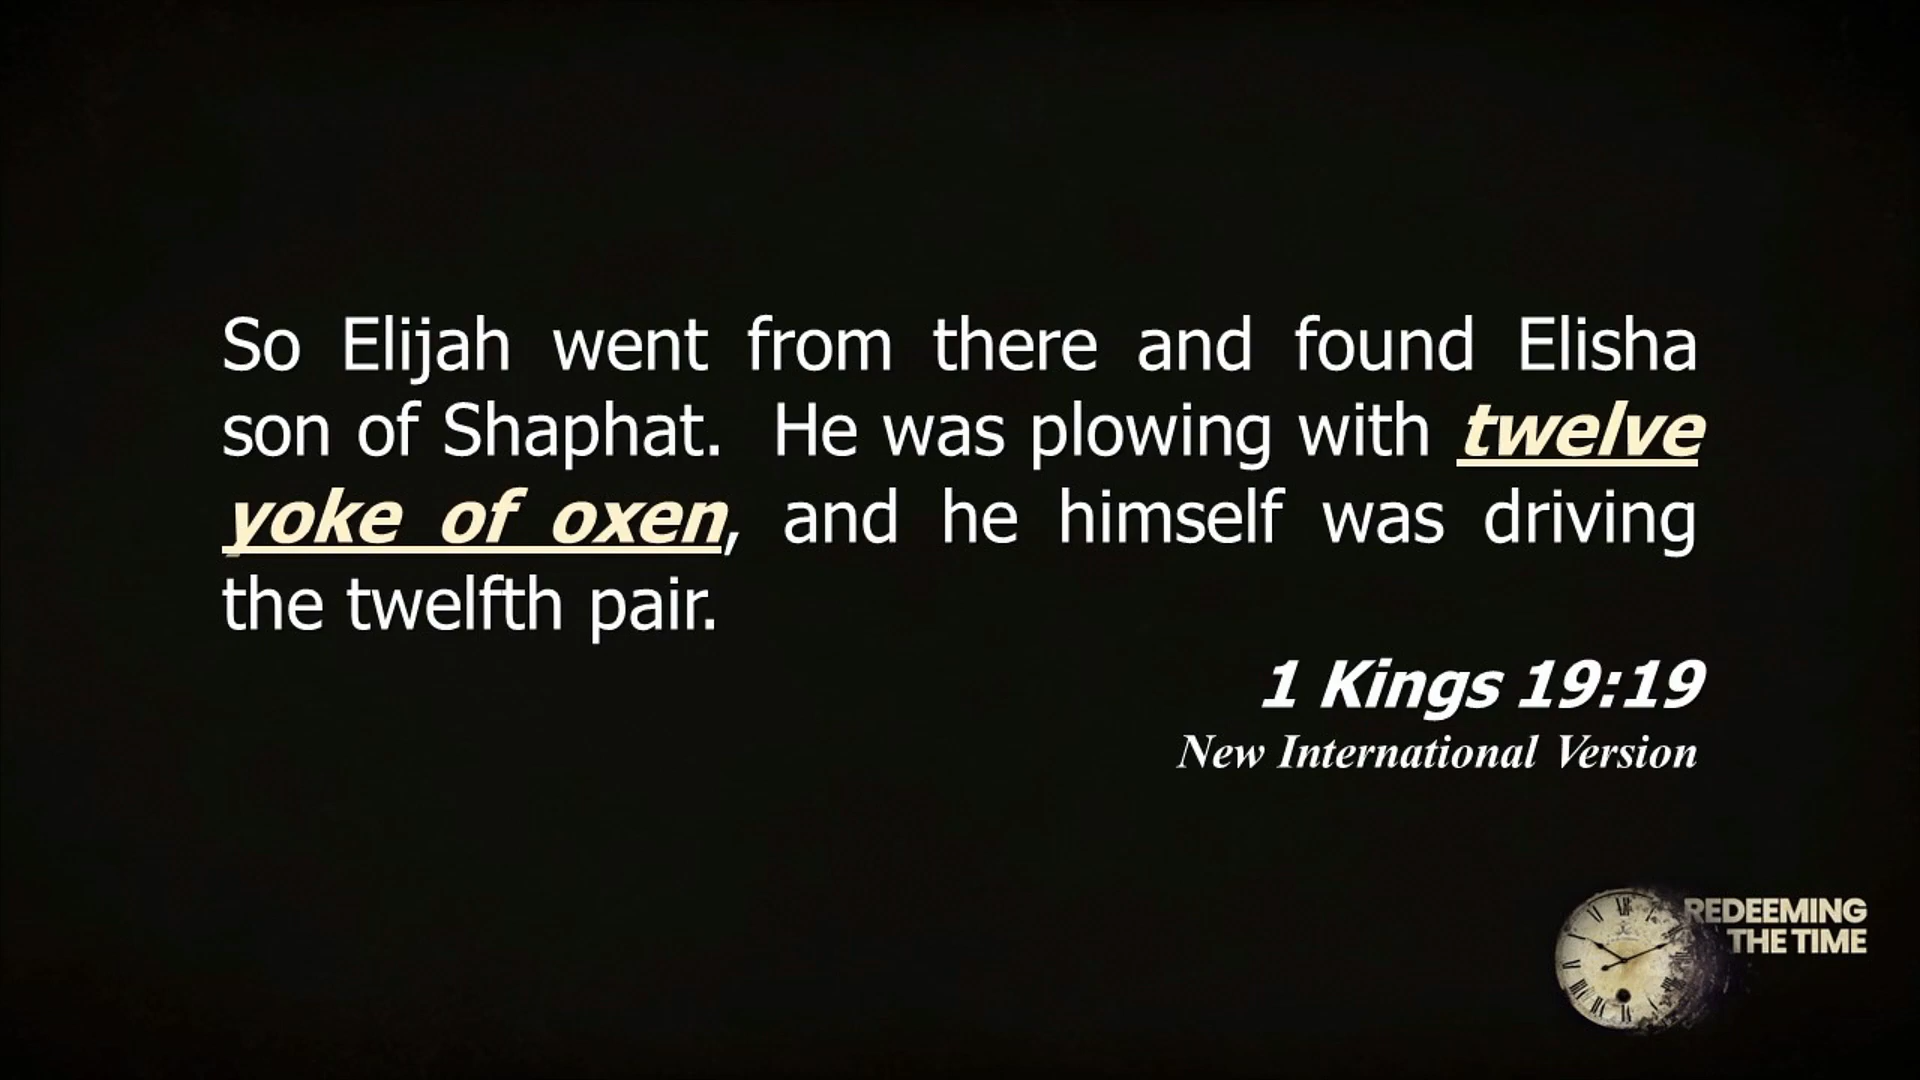 So Elijah went from there and found Elisha
son of Shaphat. He was plowing with twelve
yoke of oxen, and he himself was driving
the twelfth pair.
1 Kings 19:19
New International Version
REDEEMING
THE TIME